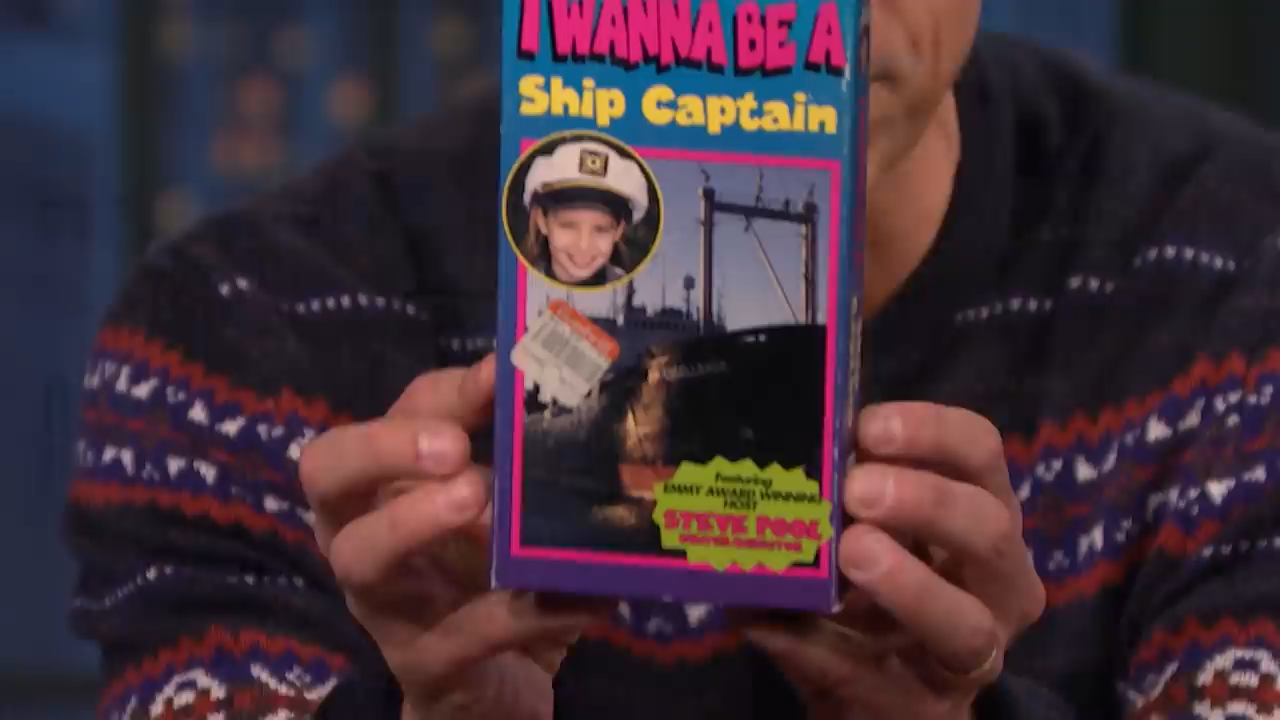 I WANNA BE A
Ship Captain
Featuring
EMMY AWARD WINNING
HOST
STEVE POOL